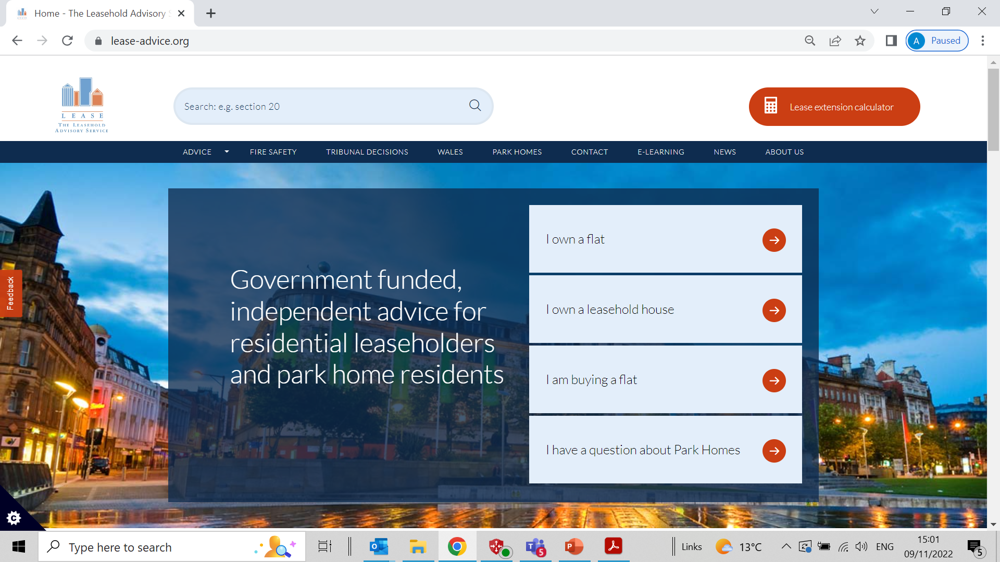 Home - The Leasehold Advisory
lease-advice.org
A
Paused
LEASE
THE LEASEHOLD
ADVISORY SERVICE
Search: e.g. section 20
Lease extension calculator
ADVICE
FIRE SAFETY
TRIBUNAL DECISIONS
WALES
PARK HOMES
CONTACT
E-LEARNING
NEWS
ABOUT US
Government funded,
independent advice for
residential leaseholders
and park home residents
I own a flat
I own a leasehold house
I am buying a flat
I have a question about Park Homes
Feedback
C
Type here to search
O
T
5
P
Links
13°C
ENG
15:01
09/11/2022
5